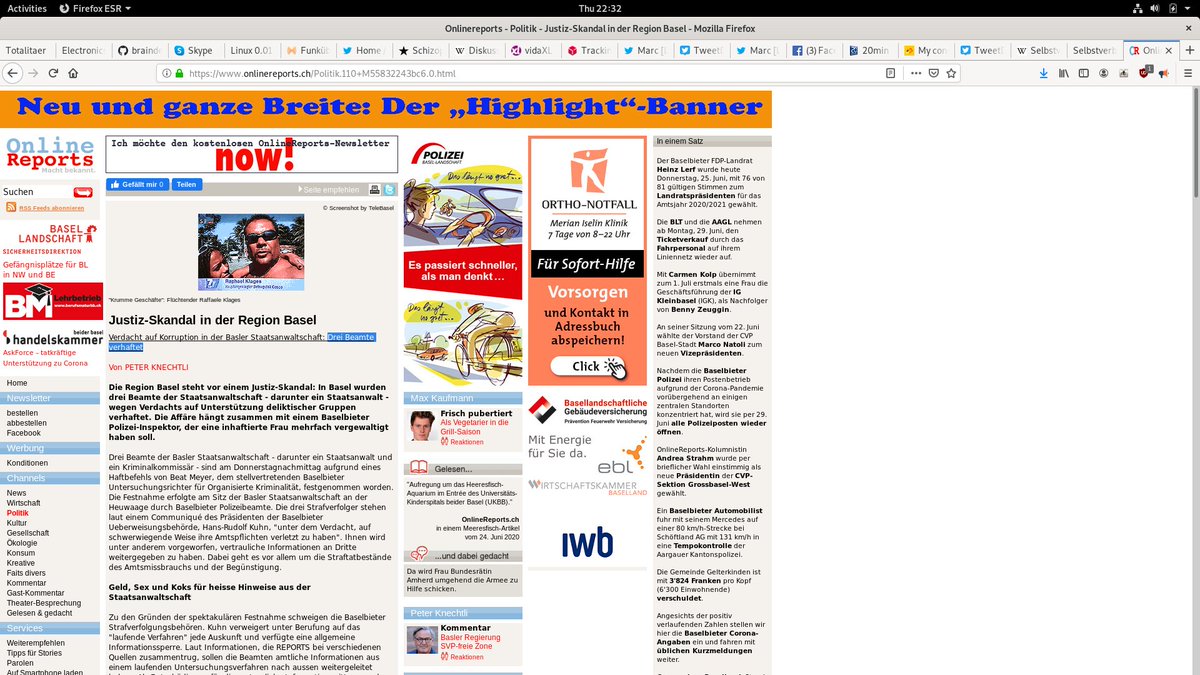 Activities
Firefox ESR
Thu 22:32
Onlinereports - Politik - Justiz-Skandal in der Region Basel - Mozilla Firefox
Totalitaer
Electronic
braind
Skype
Linux 0.01
Funküb
Home
Schizo
Diskus
vidaXL
Trackin
Marc [
TweetD
Marc [
(3) Fac
20min
My con
TweetD
Selbstv
Selbstverb
Onl
https://www.onlinereports.ch/Politik.110+M55832243bc6.0.html
Neu und ganze Breite: Der „Highlight“-Banner
Online
Reports
Macht bekannt.
Suchen
RSS Feeds abonnieren
BASEL
LANDSCHAFT
SICHERHEITSDIREKTION
Gefängnisplätze für BL
in NW und BE
BM Lehrbetrieb
beider basel
handelskammer
AskForce - tatkräftige
Unterstützung zu Corona
Home
Newsletter
bestellen
abbestellen
Facebook
Werbung
Konditionen
Channels
News
Wirtschaft
Politik
Kultur
Gesellschaft
Ökologie
Konsum
Kreative
Faits divers
Kommentar
Gast-Kommentar
Theater-Besprechung
Gelesen & gedacht
Services
Weiterempfehlen
Tipps für Stories
Parolen
Auf Smartphone laden
Ich möchte den kostenlosen OnlineReports-Newsletter
now!
Gefällt mir 0
Teilen
Seite empfehlen
© Screenshot by TeleBasel
Raphael Klages
"Krumme Geschäfte": Flüchtender Raffaele Klages
Justiz-Skandal in der Region Basel
Verdacht auf Korruption in der Basler Staatsanwaltschaft: Drei Beamte
verhaftet
Von PETER KNECHTLI
Die Region Basel steht vor einem Justiz-Skandal: In Basel wurden
drei Beamte der Staatsanwaltschaft - darunter ein Staatsanwalt -
wegen Verdachts auf Unterstützung deliktischer Gruppen
verhaftet. Die Affäre hängt zusammen mit einem Baselbieter
Polizei-Inspektor, der eine inhaftierte Frau mehrfach vergewaltigt
haben soll.
Drei Beamte der Basler Staatsanwaltschaft - darunter ein Staatsanwalt und
ein Kriminalkommissär - sind am Donnerstagnachmittag aufgrund eines
Haftbefehls von Beat Meyer, dem stellvertretenden Baselbieter
Untersuchungsrichter für Organisierte Kriminalität, festgenommen worden.
Die Festnahme erfolgte am Sitz der Basler Staatsanwaltschaft an der
Heuwaage durch Baselbieter Polizeibeamte. Die drei Strafverfolger stehen
laut einem Communiqué des Präsidenten der Baselbieter
Ueberweisungsbehörde, Hans-Rudolf Kuhn, "unter dem Verdacht, auf
schwerwiegende Weise ihre Amtspflichten verletzt zu haben". Ihnen wird
unter anderem vorgeworfen, vertrauliche Informationen an Dritte
weitergegeben zu haben. Dabei geht es vor allem um die Straftatbestände
des Amtsmissbrauchs und der Begünstigung.
Geld, Sex und Koks für heisse Hinweise aus der
Staatsanwaltschaft
Zu den Gründen der spektakulären Festnahme schweigen die Baselbieter
Strafverfolgungsbehören. Kuhn verweigert unter Berufung auf das
"laufende Verfahren" jede Auskunft und verfügte eine allgemeine
Informationssperre. Laut Informationen, die REPORTS bei verschiedenen
Quellen zusammentrug, sollen die Beamten amtliche Informationen aus
einem laufenden Untersuchungsverfahren nach aussen weitergeleitet
POLIZEI
BASEL LANDSCHAFT
Das längt no gnet...
Es passiert schneller,
als man denkt ...
Das längt no gnet...
Max Kaufmann
Frisch pubertiert
Als Vegetarier in die
Grill-Saison
Reaktionen
Gelesen...
"Aufregung um das Heeresfisch-
Aquarium im Entrée des Universitäts-
Kinderspitals beider Basel (UKBB)."
OnlineReports.ch
in einem Meeresfisch-Artikel
vom 24. Juni 2020
...und dabei gedacht
Da wird Frau Bundesrätin
Amherd umgehend die Armee zu
Hilfe schicken.
Peter Knechtli
Kommentar
Basler Regierung
SVP-freie Zone
Reaktionen
ORTHO-NOTFALL
Merian Iselin Klinik
7 Tage von 8–22 Uhr
Für Sofort-Hilfe
Vorsorgen
und Kontakt in
Adressbuch
abspeichern!
Click
Basellandschaftliche
Gebäudeversicherung
Prävention Feuerwehr Versicherung
Mit Energie
für Sie da.
ebl
WIRTSCHAFTSKAMMER
BASELLAND
iwb
In einem Satz
Der Baselbieter FDP-Landrat
Heinz Lerf wurde heute
Donnerstag, 25. Juni, mit 76 von
81 gültigen Stimmen zum
Landratspräsidenten für das
Amtsjahr 2020/2021 gewählt.
Die BLT und die AAGL nehmen
ab Montag, 29. Juni, den
Ticketverkauf durch das
Fahrpersonal auf ihrem
Liniennetz wieder auf.
Mit Carmen Kolp übernimmt
zum 1. Juli erstmals eine Frau die
Geschäftsführung der IG
Kleinbasel (IGK), als Nachfolger
von Benny Zeuggin.
An seiner Sitzung vom 22. Juni
wählte der Vorstand der CVP
Basel-Stadt Marco Natoli zum
neuen Vizepräsidenten.
Nachdem die Baselbieter
Polizei ihren Postenbetrieb
aufgrund der Corona-Pandemie
vorübergehend an einigen
zentralen Standorten
konzentriert hat, wird sie per 29.
Juni alle Polizeiposten wieder
öffnen.
OnlineReports-Kolumnistin
Andrea Strahm wurde per
brieflicher Wahl einstimmig als
neue Präsidentin der CVP-
Sektion Grossbasel-West
gewählt.
Ein Baselbieter Automobilist
fuhr mit seinem Mercedes auf
einer 80 km/h-Strecke bei
Schöftland AG mit 131 km/h in
eine Tempokontrolle der
Aargauer Kantonspolizei.
Die Gemeinde Gelterkinden ist
mit 3'824 Franken pro Kopf
(6'300 Einwohnende)
verschuldet.
Angesichts der positiv
verlaufenden Zahlen stellen wir
hier die Baselbieter Corona-
Angaben ein und fahren mit
üblichen Kurzmeldungen
weiter.